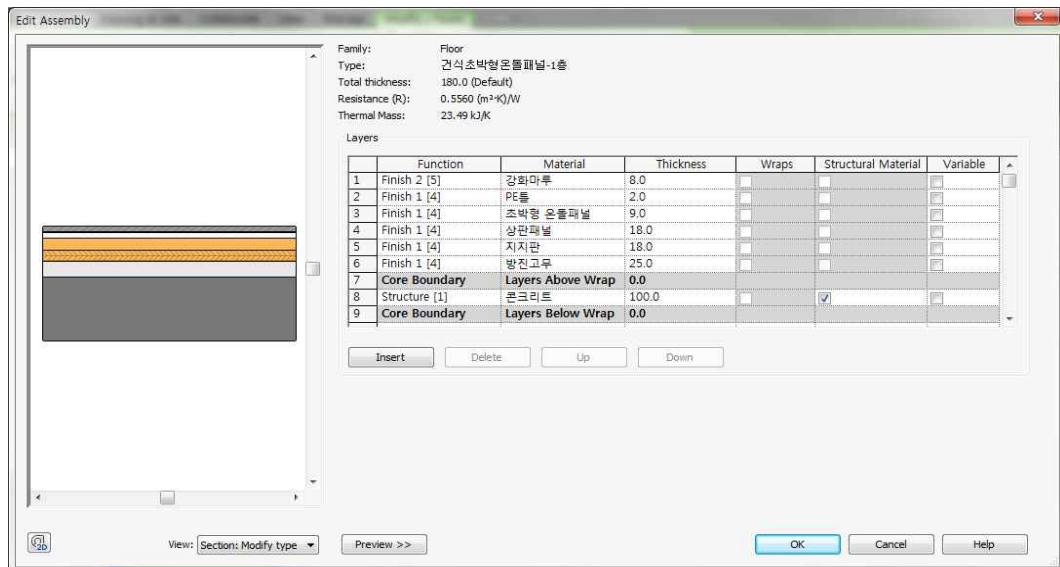 Edit Assembly
Family: Floor
Type: 건식초박형온돌패널-1층
Total thickness: 180.0 (Default)
Resistance (R): 0.5560 (m²·K)/W
Thermal Mass: 23.49 kJ/K
Layers
Function Material Thickness Wraps Structural Material Variable
1 Finish 2 [5] 강화마루 8.0
2 Finish 1 [4] PE틀 2.0
3 Finish 1 [4] 초박형 온돌패널 9.0
4 Finish 1 [4] 상판패널 18.0
5 Finish 1 [4] 지지판 18.0
6 Finish 1 [4] 방진고무 25.0
7 Core Boundary Layers Above Wrap 0.0
8 Structure [1] 콘크리트 100.0
9 Core Boundary Layers Below Wrap 0.0
Insert Delete Up Down
2D View: Section: Modify type Preview >> OK Cancel Help